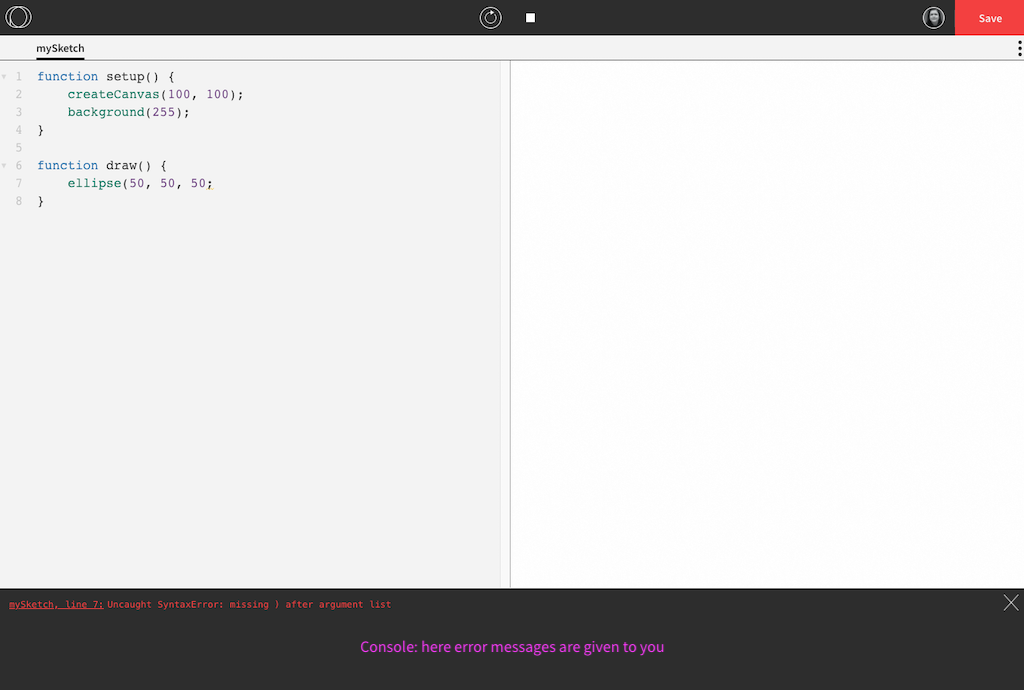 Save
mySketch
1 function setup() {
2     createCanvas(100, 100);
3     background(255);
4 }
5
6 function draw() {
7     ellipse(50, 50, 50;
8 }
mySketch, line 7: Uncaught SyntaxError: missing ) after argument list
Console: here error messages are given to you